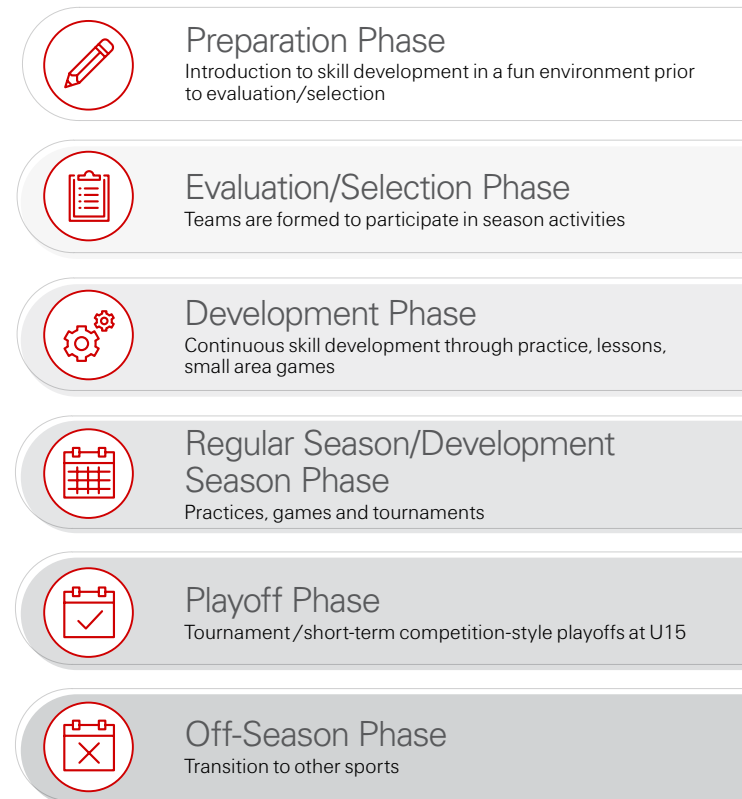 Preparation Phase
Introduction to skill development in a fun environment prior
to evaluation/selection
Evaluation/Selection Phase
Teams are formed to participate in season activities
Development Phase
Continuous skill development through practice, lessons,
small area games
Regular Season/Development
Season Phase
Practices, games and tournaments
Playoff Phase
Tournament/short-term competition-style playoffs at U15
Off-Season Phase
Transition to other sports